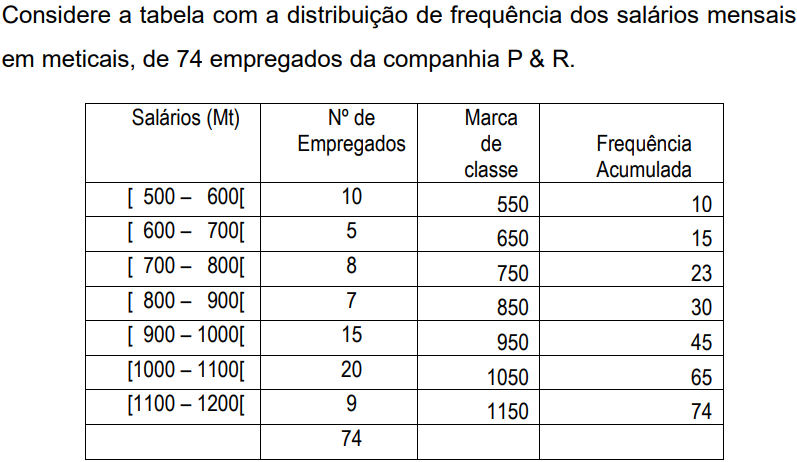 Considere a tabela com a distribuição de frequência dos salários mensais
em meticais, de 74 empregados da companhia P & R.
Salários (Mt) Nº de Empregados Marca de classe Frequência Acumulada
[ 500 – 600[ 10 550 10
[ 600 – 700[ 5 650 15
[ 700 – 800[ 8 750 23
[ 800 – 900[ 7 850 30
[ 900 – 1000[ 15 950 45
[1000 – 1100[ 20 1050 65
[1100 – 1200[ 9 1150 74
74